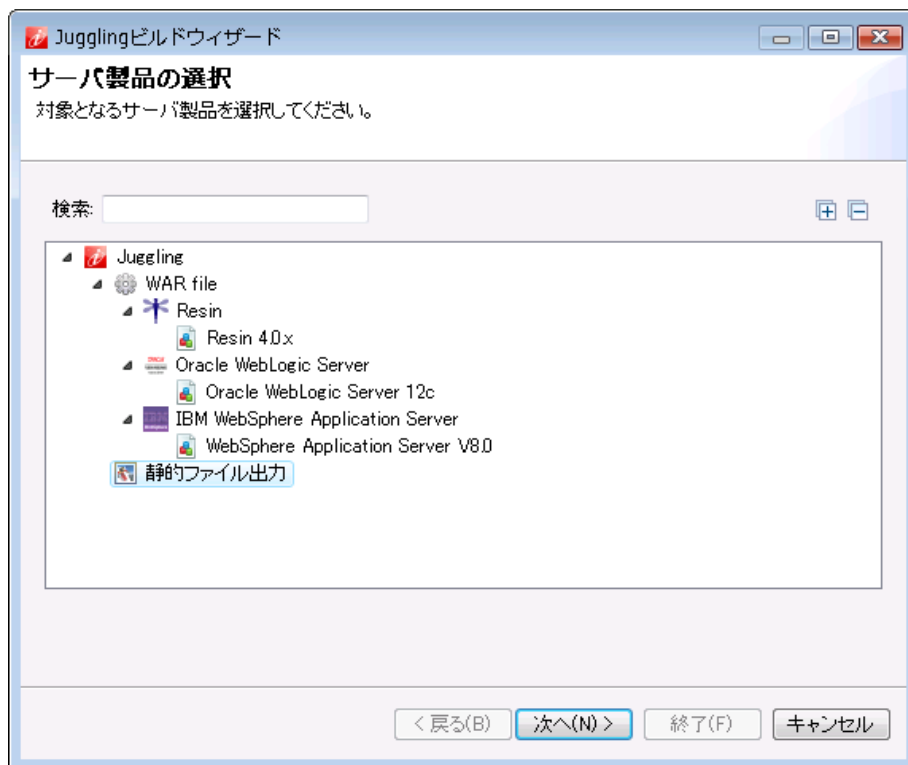 Jugglingビルドウィザード
サーバ製品の選択
対象となるサーバ製品を選択してください。
検索:
Juggling
WAR file
Resin
Resin 4.0.x
Oracle WebLogic Server
Oracle WebLogic Server 12c
IBM WebSphere Application Server
WebSphere Application Server V8.0
静的ファイル出力
< 戻る(B)
次へ(N) >
終了(F)
キャンセル